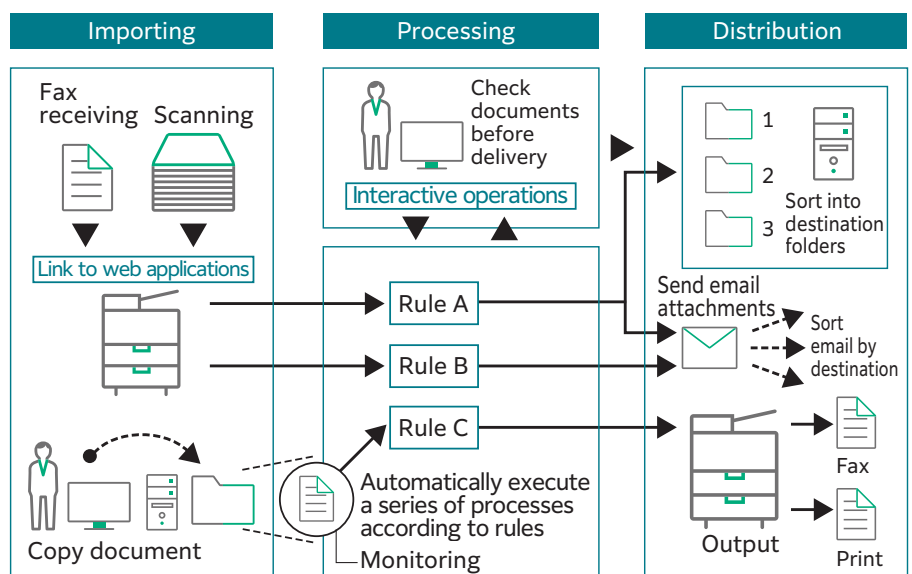 Importing
Fax
receiving
Scanning
Link to web applications
Copy document
Processing
Check
documents
before
delivery
Interactive operations
Rule A
Rule B
Rule C
Automatically execute
a series of processes
according to rules
Monitoring
Distribution
1
2
3
Sort into
destination
folders
Send email
attachments
Sort
email by
destination
Output
Fax
Print